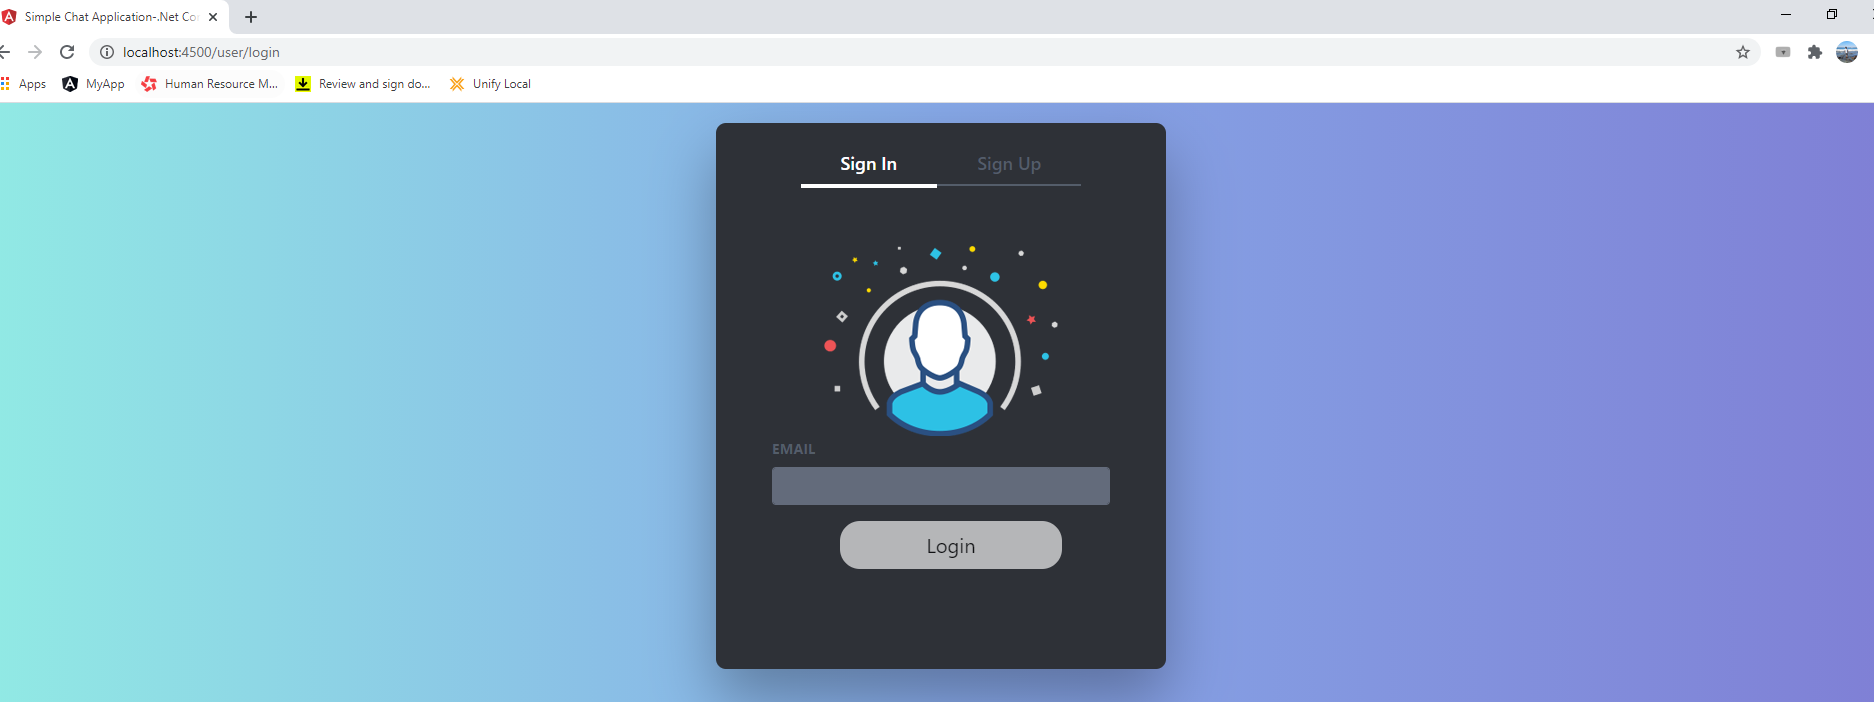 Simple Chat Application-.Net Co
localhost:4500/user/login
Apps MyApp Human Resource M... Review and sign do... Unify Local
Sign In Sign Up
EMAIL
Login